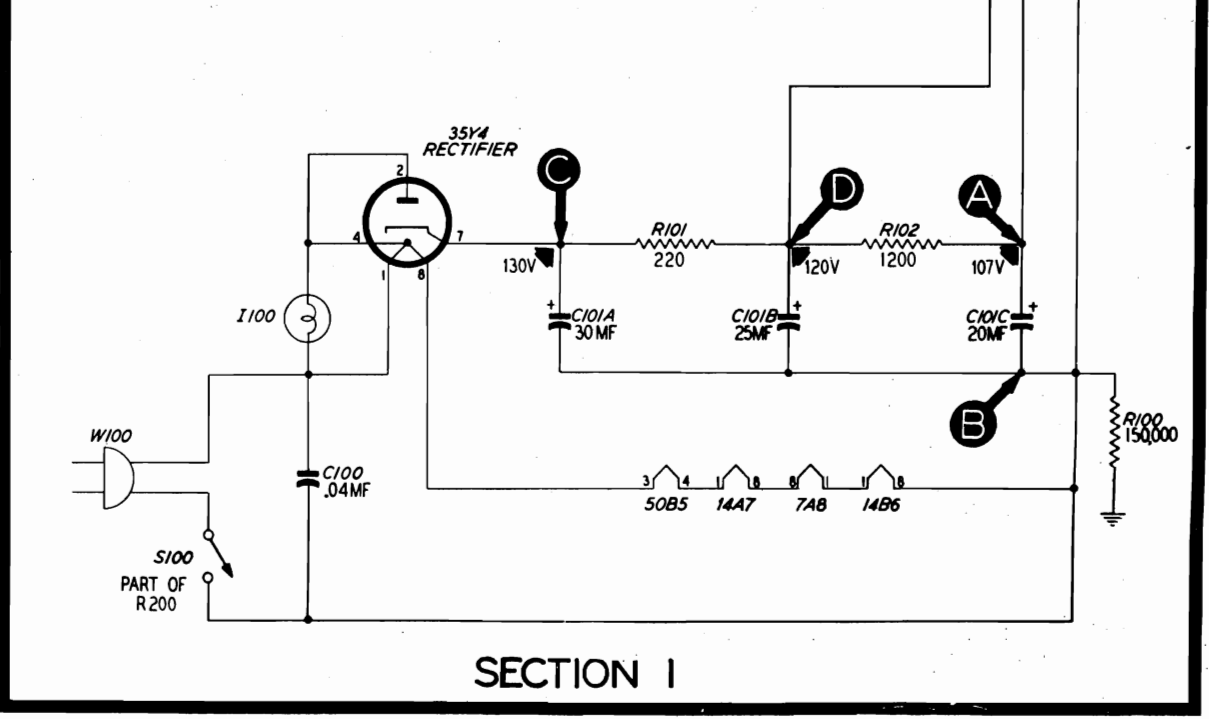 35Y4
RECTIFIER
2
C
D
A
4
7
1
8
130V
R101
220
120V
R102
1200
107V
I100
+
C101A
30 MF
+
C101B
25MF
+
C101C
20MF
B
R100
150,000
W100
C100
.04MF
3 4
50B5
1 8
14A7
8 1
7A8
1 8
14B6
S100
PART OF
R200
SECTION 1